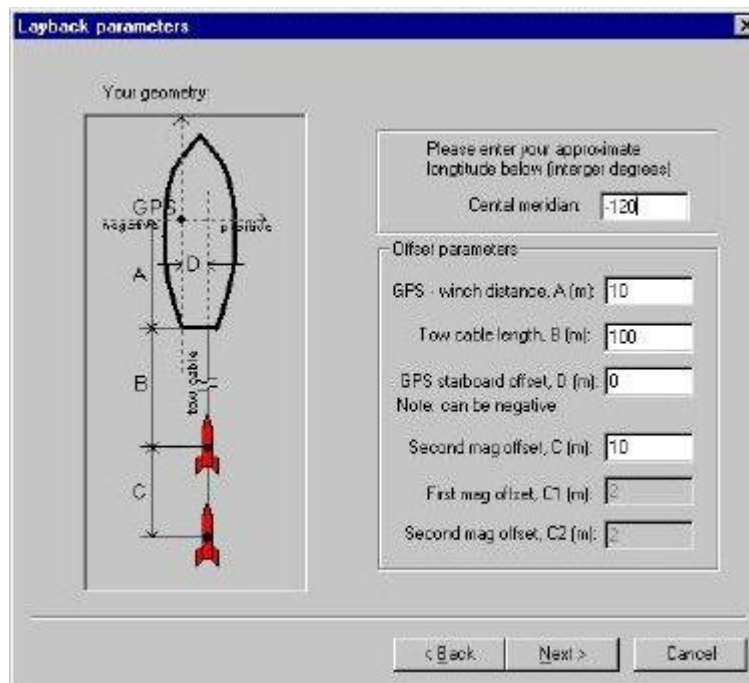 Layback parameters
Your geometry:
GPS
negative
positive
A
D
B
tow cable
C
Please enter your approximate
longtitude below (interger degrees)
Cental meridian: -120
Offset parameters
GPS - winch distance, A (m): 10
Tow cable length, B (m): 100
GPS starboard offset, D (m): 0
Note: can be negative
Second mag offset, C (m): 10
First mag offzet, C1 (m): 2
Second mag offset, C2 (m): 2
< Back
Next >
Cancel